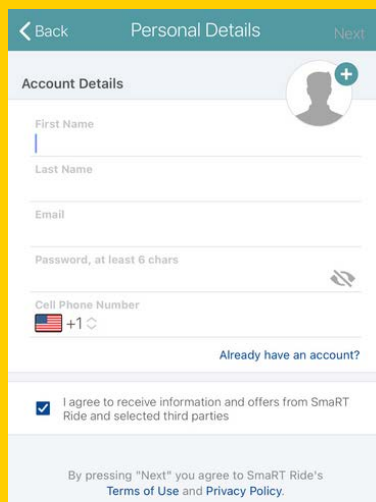 Back Personal Details Next
Account Details
First Name
Last Name
Email
Password, at least 6 chars
Cell Phone Number
+1
Already have an account?
I agree to receive information and offers from SmaRT
Ride and selected third parties
By pressing "Next" you agree to SmaRT Ride's
Terms of Use and Privacy Policy.